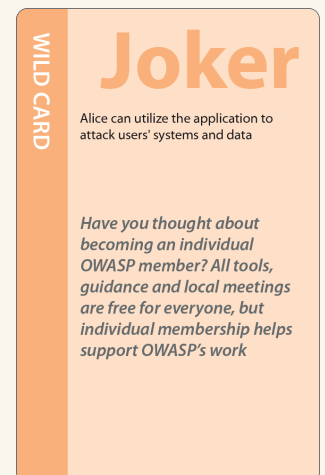 WILD CARD
Joker
Alice can utilize the application to
attack users' systems and data
Have you thought about
becoming an individual
OWASP member? All tools,
guidance and local meetings
are free for everyone, but
individual membership helps
support OWASP's work